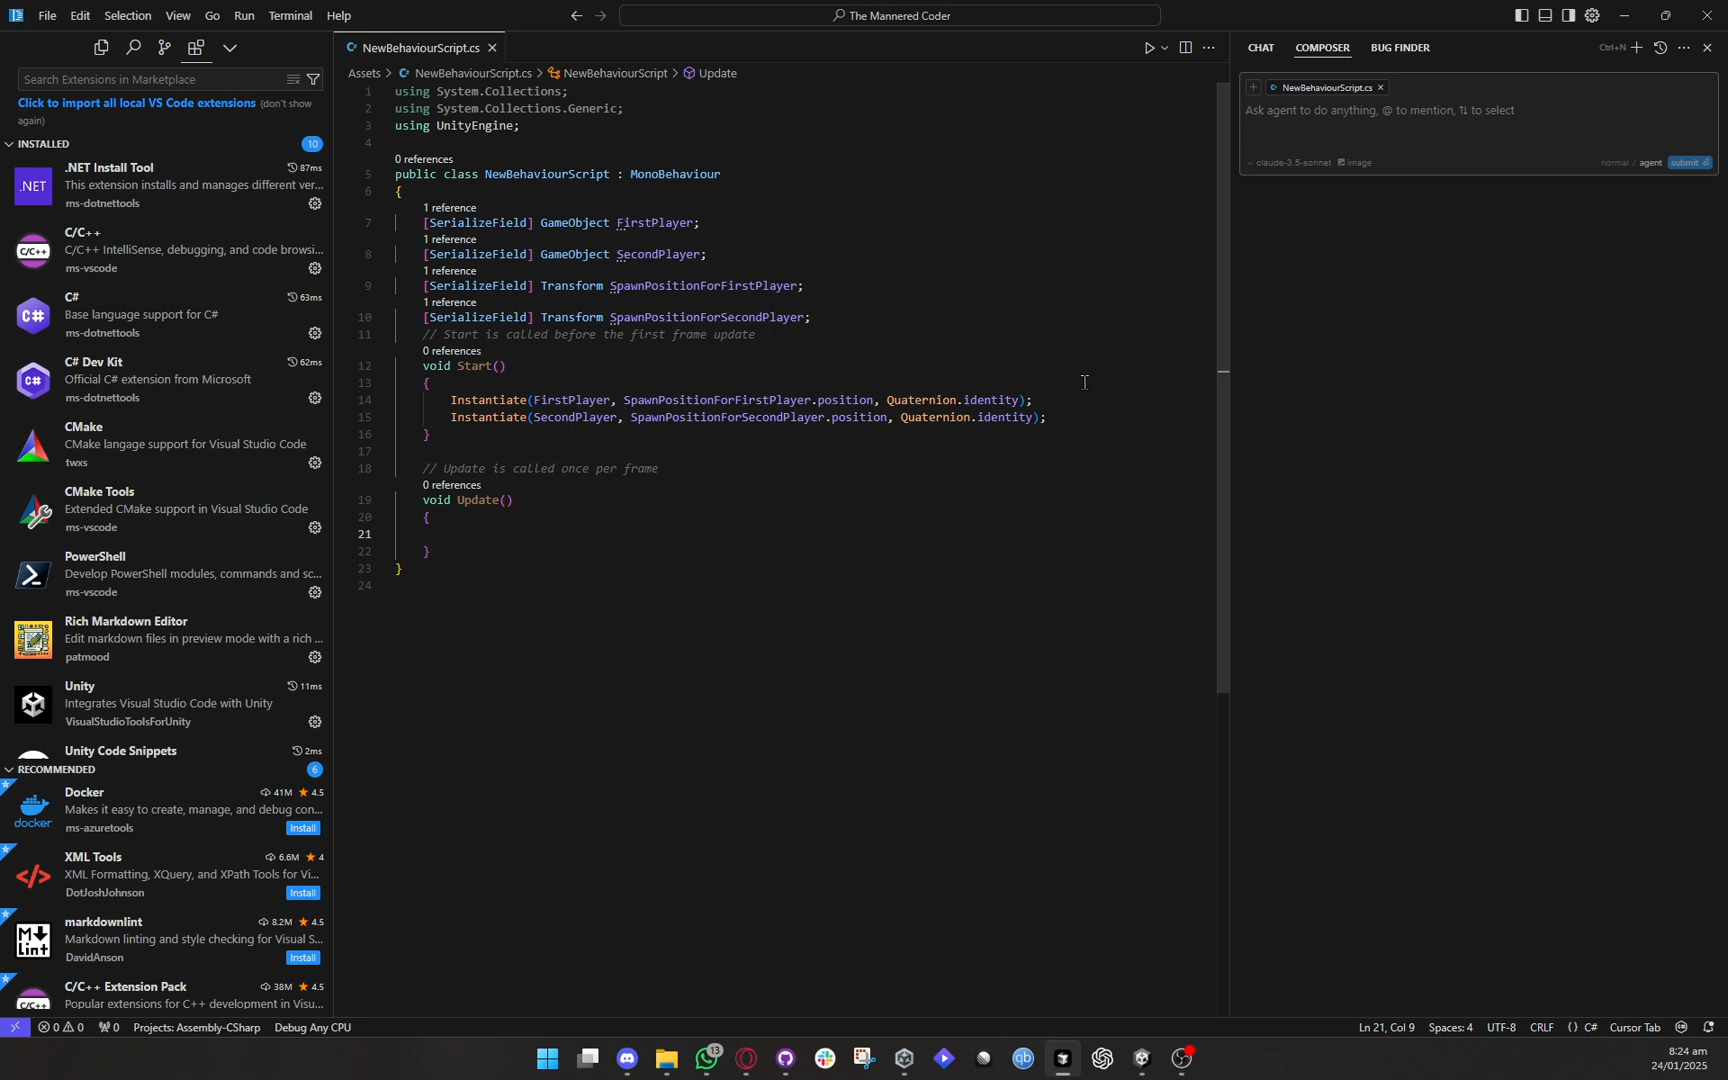 File Edit Selection View Go Run Terminal Help
The Mannered Coder
Search Extensions in Marketplace
Click to import all local VS Code extensions (don't show
again)
INSTALLED
10
.NET Install Tool
87ms
.NET
This extension installs and manages different ver...
ms-dotnettools
C/C++
C/C++
C/C++ IntelliSense, debugging, and code browsi...
ms-vscode
C#
63ms
C#
Base language support for C#
ms-dotnettools
C# Dev Kit
62ms
C#
Official C# extension from Microsoft
ms-dotnettools
CMake
CMake langage support for Visual Studio Code
twxs
CMake Tools
Extended CMake support in Visual Studio Code
ms-vscode
PowerShell
Develop PowerShell modules, commands and sc...
ms-vscode
Rich Markdown Editor
Edit markdown files in preview mode with a rich ...
patmood
Unity
11ms
Integrates Visual Studio Code with Unity
VisualStudioToolsForUnity
Unity Code Snippets
2ms
RECOMMENDED
6
Docker
41M 4.5
Makes it easy to create, manage, and debug con...
docker
ms-azuretools
Install
XML Tools
6.6M 4
XML Formatting, XQuery, and XPath Tools for Vi...
DotJoshJohnson
Install
markdownlint
8.2M 4.5
M
Lint
Markdown linting and style checking for Visual S...
DavidAnson
Install
C/C++ Extension Pack
38M 4.5
C/C++
Popular extensions for C++ development in Visu...
NewBehaviourScript.cs
Assets > NewBehaviourScript.cs > NewBehaviourScript > Update
1 using System.Collections;
2 using System.Collections.Generic;
3 using UnityEngine;
4
0 references
5 public class NewBehaviourScript : MonoBehaviour
6 {
1 reference
7 [SerializeField] GameObject FirstPlayer;
1 reference
8 [SerializeField] GameObject SecondPlayer;
1 reference
9 [SerializeField] Transform SpawnPositionForFirstPlayer;
1 reference
10 [SerializeField] Transform SpawnPositionForSecondPlayer;
11 // Start is called before the first frame update
0 references
12 void Start()
13 {
14 Instantiate(FirstPlayer, SpawnPositionForFirstPlayer.position, Quaternion.identity);
15 Instantiate(SecondPlayer, SpawnPositionForSecondPlayer.position, Quaternion.identity);
16 }
17
18 // Update is called once per frame
0 references
19 void Update()
20 {
21
22 }
23 }
24
CHAT COMPOSER BUG FINDER
Ctrl+N
NewBehaviourScript.cs
Ask agent to do anything, @ to mention, ⇅ to select
claude-3.5-sonnet image
normal / agent submit
0 0 0 Projects: Assembly-CSharp Debug Any CPU
Ln 21, Col 9 Spaces: 4 UTF-8 CRLF {} C# Cursor Tab
13
qb
8:24 am
24/01/2025